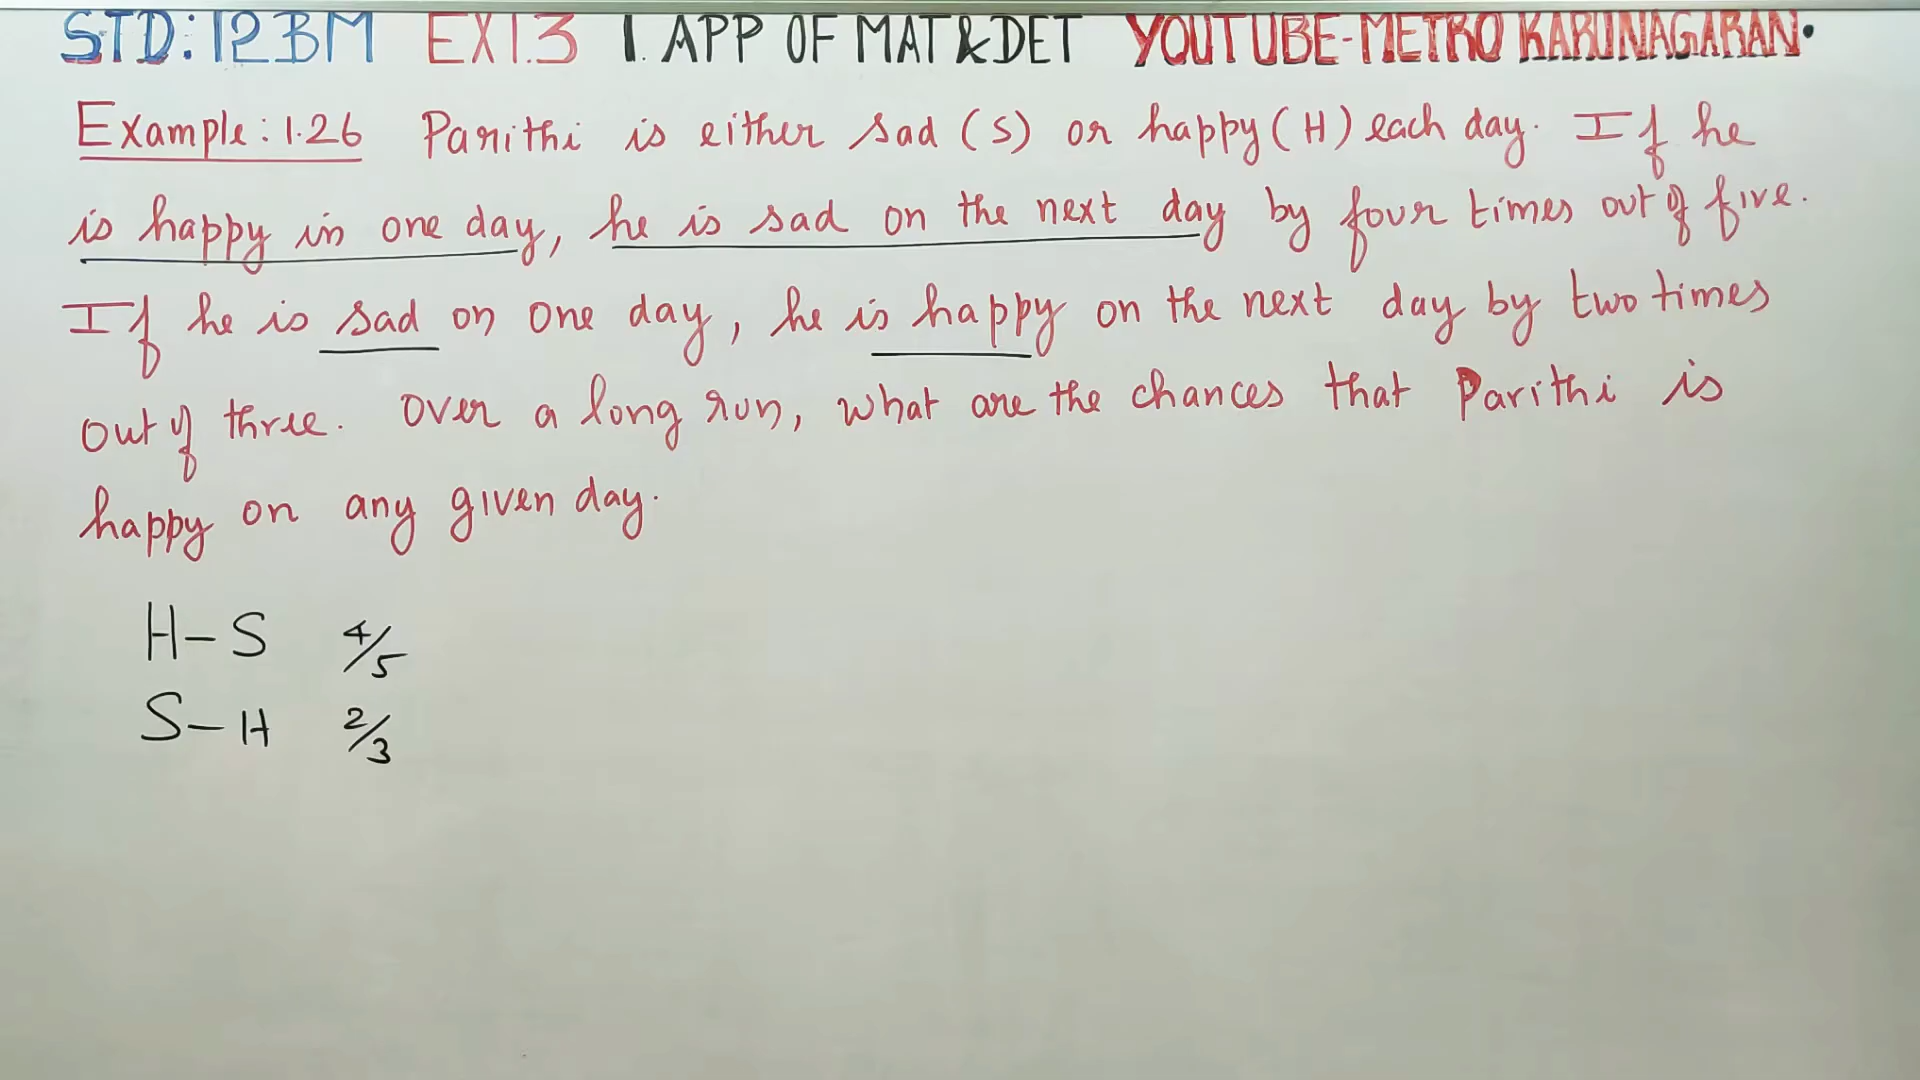 STD:12BM EX1.3 1. APP OF MAT&DET YOUTUBE-METRO KARUNAGARAN.
Example: 1.26 Parithi is either sad (S) or happy (H) each day. If he
is happy in one day, he is sad on the next day by four times out of five.
If he is sad on one day, he is happy on the next day by two times
out of three. Over a long run, what are the chances that Parithi is
happy on any given day.
H-S 4/5
S-H 2/3